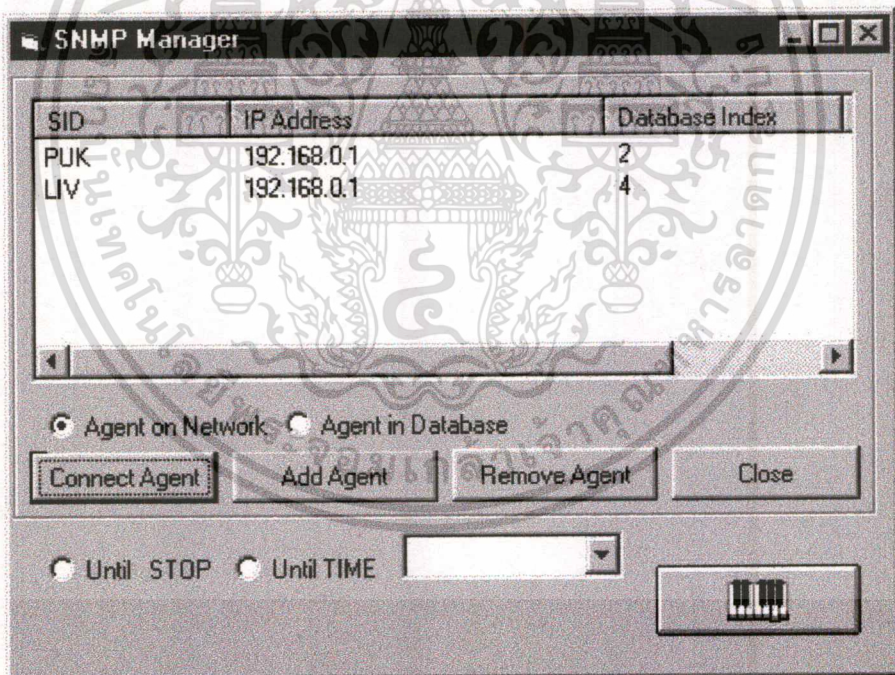 SNMP Manager
SID IP Address Database Index
PUK 192.168.0.1 2
LIV 192.168.0.1 4
Agent on Network Agent in Database
Connect Agent Add Agent Remove Agent Close
Until STOP Until TIME